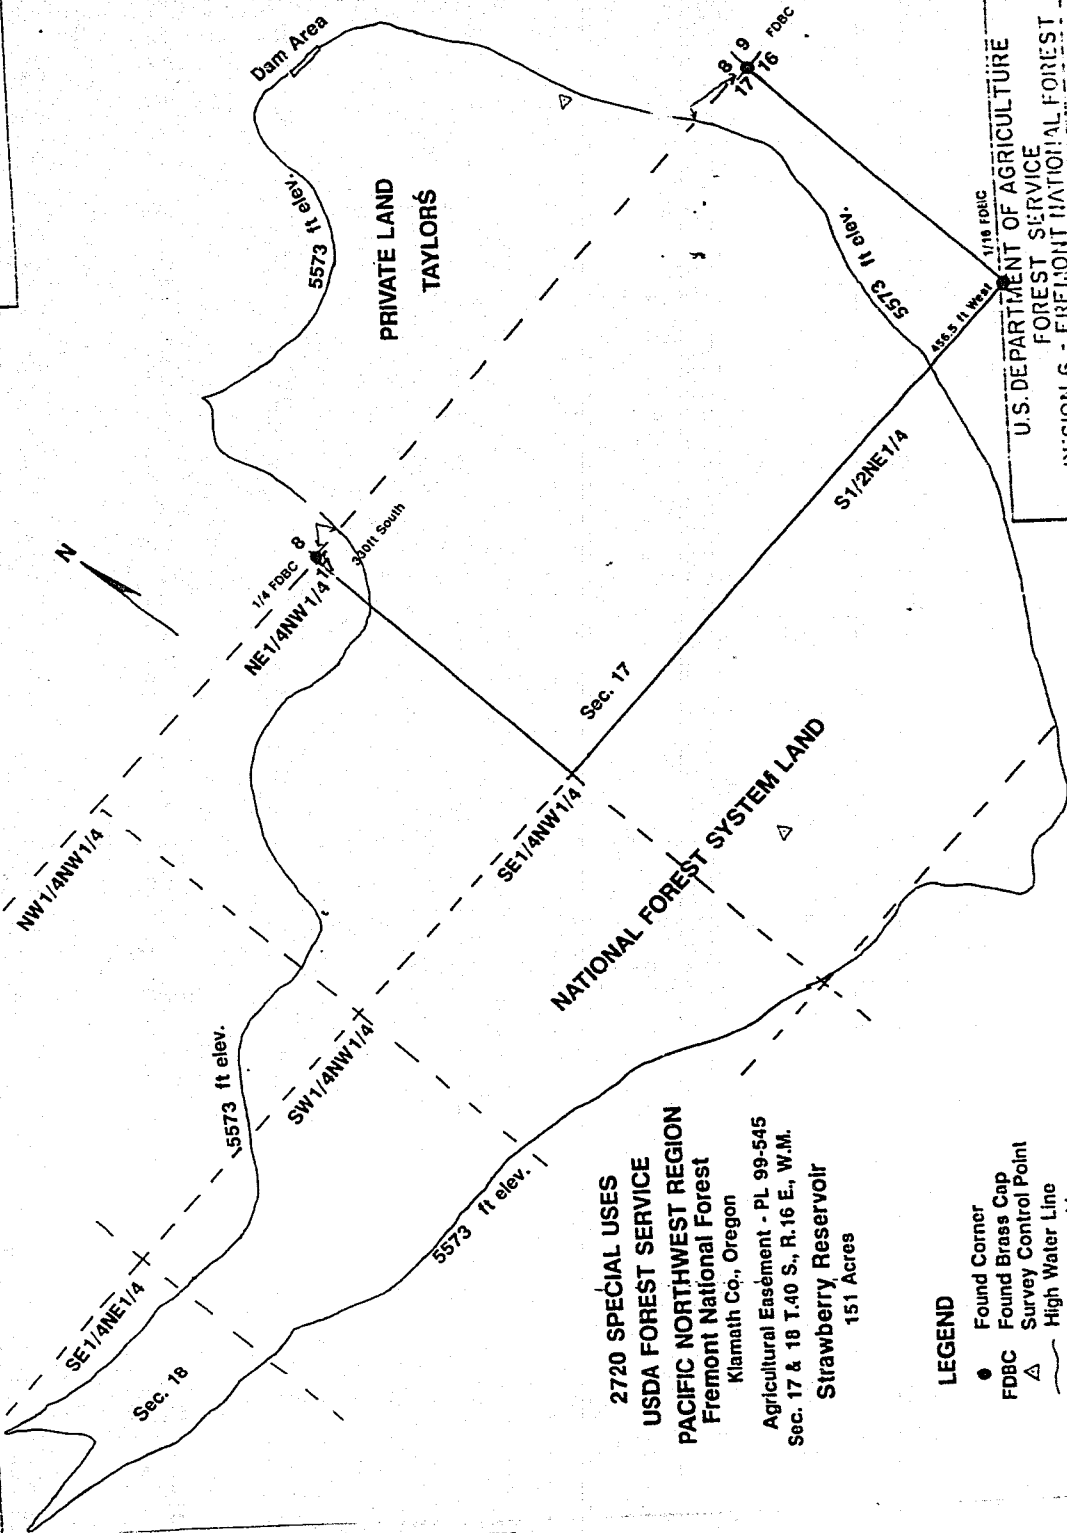 Dam Area
5573 ft elev.
PRIVATE LAND
TAYLORS
8 9
17 16
FDBC
N
1/4 FDBC
8
17
330ft South
NE1/4NW1/4
NW1/4NW1/4
5573 ft elev.
456.5 ft West
1/16 FDBC
S1/2NE1/4
Sec. 17
SE1/4NW1/4
SW1/4NW1/4
NATIONAL FOREST SYSTEM LAND
5573 ft elev.
5573 ft elev.
SE1/4NE1/4
Sec. 18
2720 SPECIAL USES
USDA FOREST SERVICE
PACIFIC NORTHWEST REGION
Fremont National Forest
Klamath Co., Oregon
Agricultural Easement - PL 99-545
Sec. 17 & 18 T.40 S., R.16 E., W.M.
Strawberry Reservoir
151 Acres
LEGEND
Found Corner
FDBC Found Brass Cap
Survey Control Point
High Water Line
U.S. DEPARTMENT OF AGRICULTURE
FOREST SERVICE
FREMONT NATIONAL FOREST